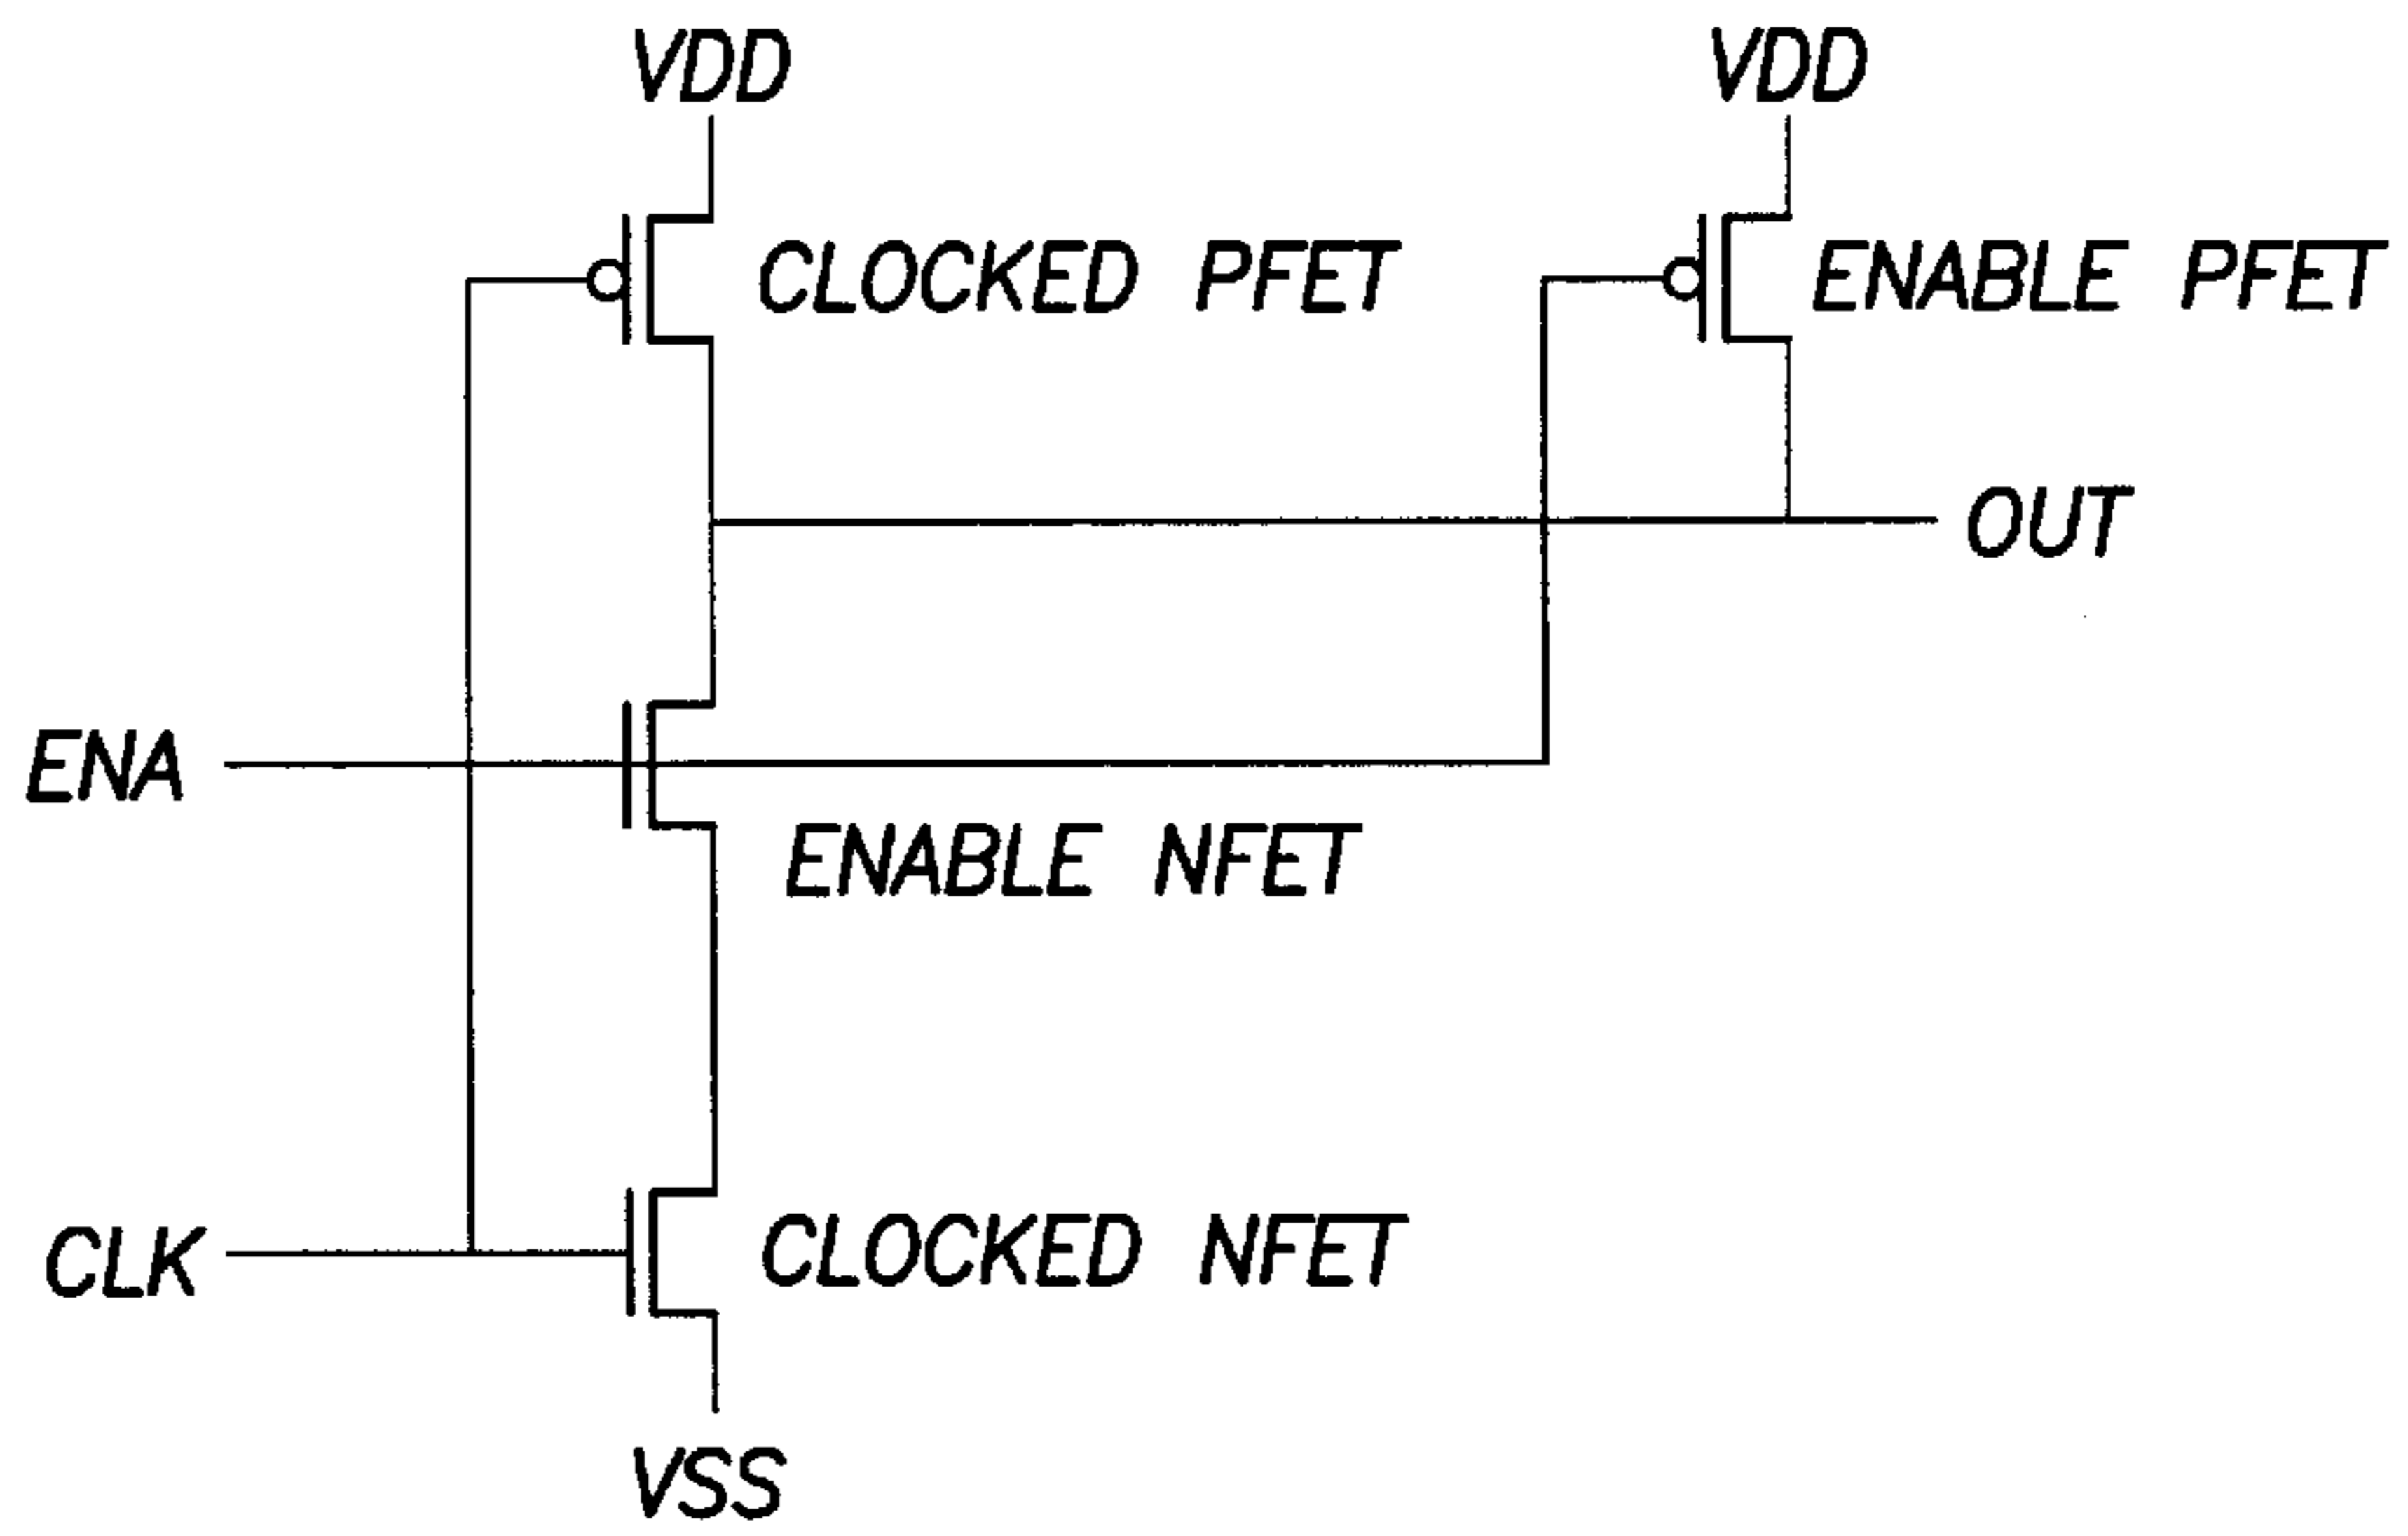 VDD
VDD
CLOCKED PFET
ENABLE PFET
OUT
ENA
ENABLE NFET
CLK
CLOCKED NFET
VSS